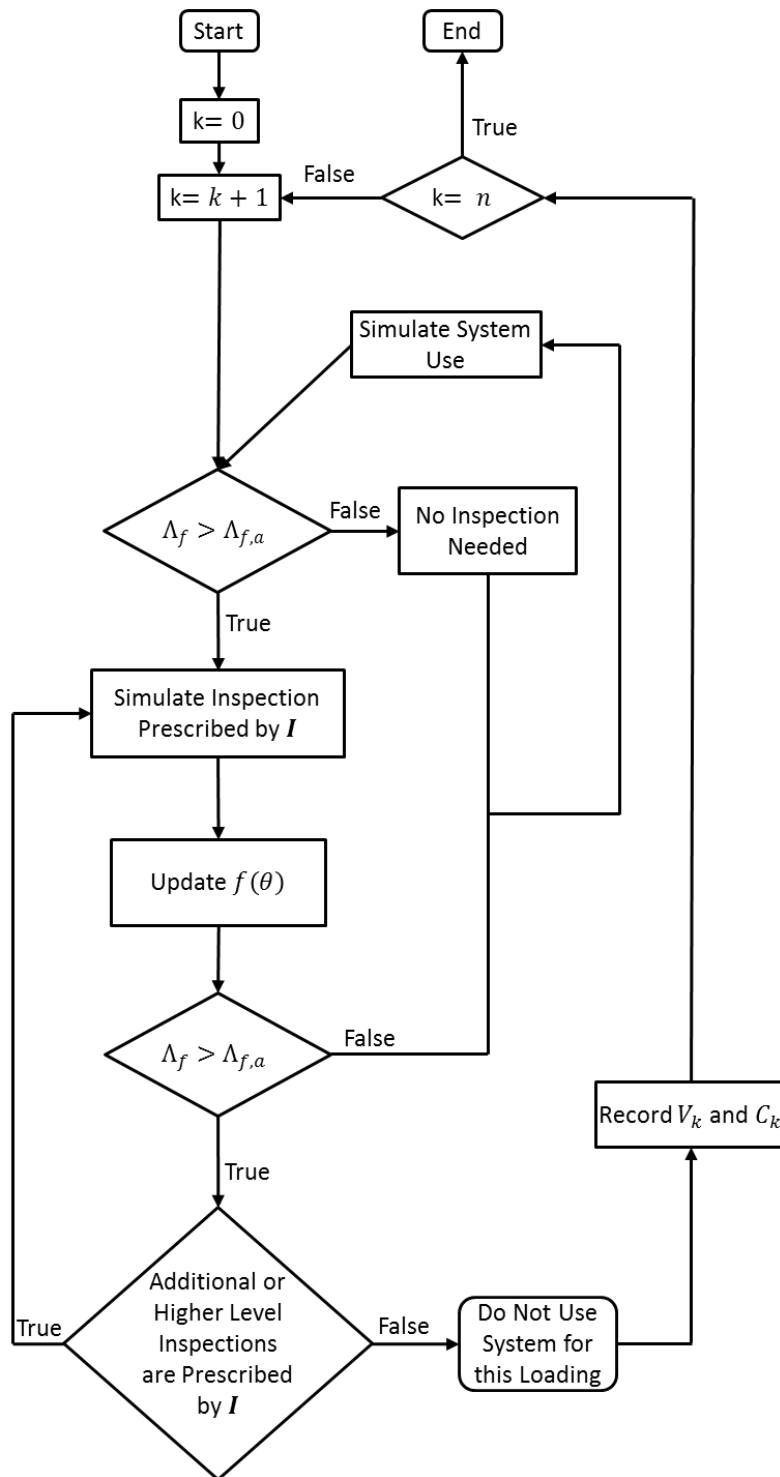 Start
End
k= 0
True
k= k + 1
False
k= n
Simulate System
Use
Λf > Λf,a
False
No Inspection
Needed
True
Simulate Inspection
Prescribed by I
Update f(θ)
Λf > Λf,a
False
Record Vk and Ck
True
Additional or
Higher Level
Inspections
are Prescribed
by I
True
False
Do Not Use
System for
this Loading